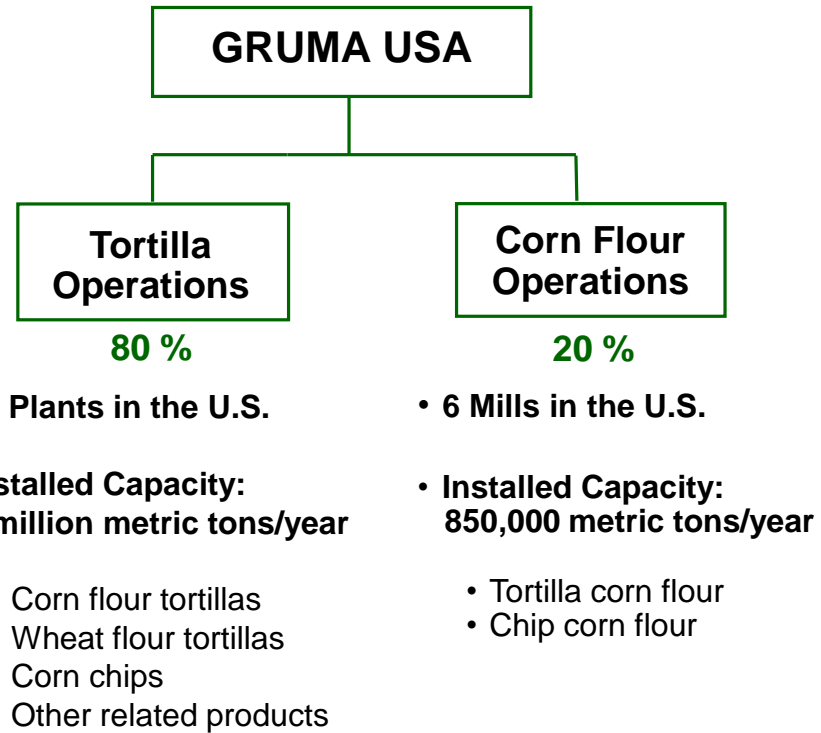 GRUMA USA
Tortilla
Operations
80 %
Plants in the U.S.
stalled Capacity:
million metric tons/year
Corn flour tortillas
Wheat flour tortillas
Corn chips
Other related products
Corn Flour
Operations
20 %
• 6 Mills in the U.S.
• Installed Capacity:
850,000 metric tons/year
• Tortilla corn flour
• Chip corn flour